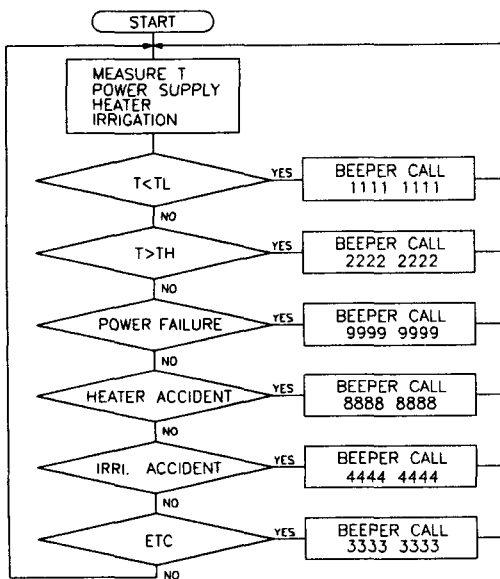 START
MEASURE T
POWER SUPPLY
HEATER
IRRIGATION
T<TL
YES
BEEPER CALL
1111 1111
NO
T>TH
YES
BEEPER CALL
2222 2222
NO
POWER FAILURE
YES
BEEPER CALL
9999 9999
NO
HEATER ACCIDENT
YES
BEEPER CALL
8888 8888
NO
IRRI. ACCIDENT
YES
BEEPER CALL
4444 4444
NO
ETC
YES
BEEPER CALL
3333 3333
NO